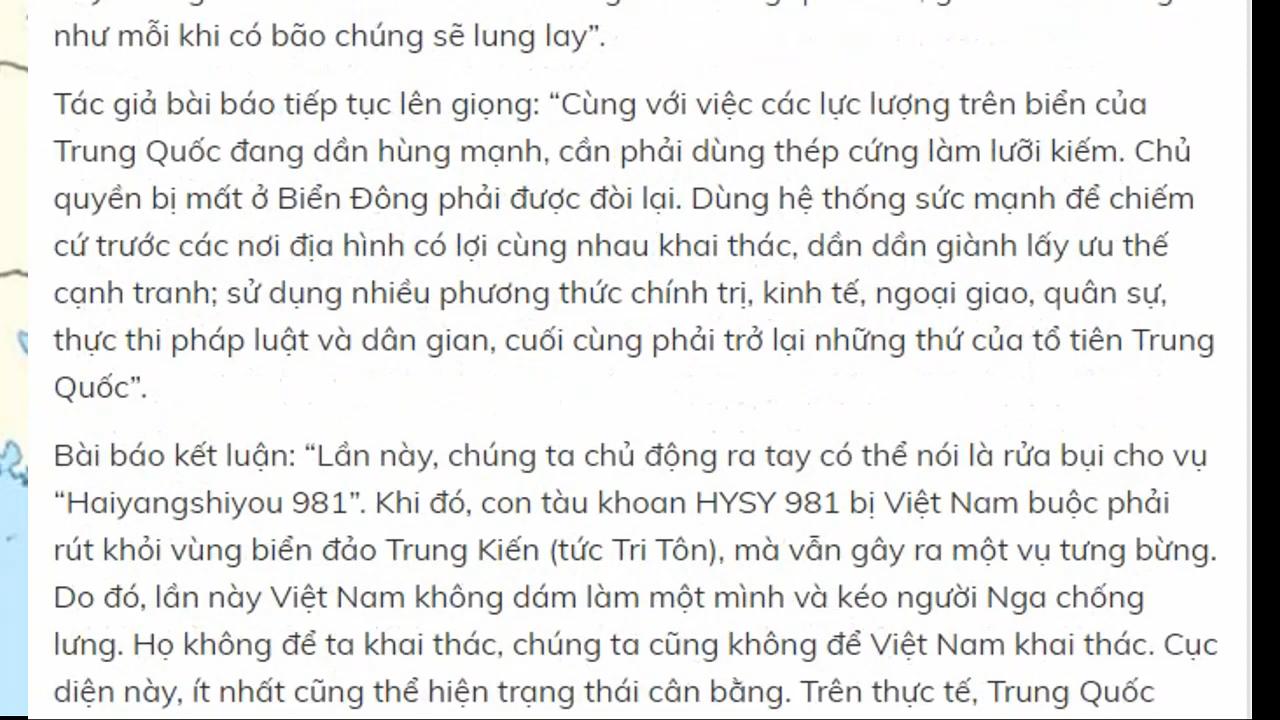 như mỗi khi có bão chúng sẽ lung lay”.
Tác giả bài báo tiếp tục lên giọng: “Cùng với việc các lực lượng trên biển của
Trung Quốc đang dần hùng mạnh, cần phải dùng thép cứng làm lưỡi kiếm. Chủ
quyền bị mất ở Biển Đông phải được đòi lại. Dùng hệ thống sức mạnh để chiếm
cứ trước các nơi địa hình có lợi cùng nhau khai thác, dần dần giành lấy ưu thế
cạnh tranh; sử dụng nhiều phương thức chính trị, kinh tế, ngoại giao, quân sự,
thực thi pháp luật và dân gian, cuối cùng phải trở lại những thứ của tổ tiên Trung
Quốc”.
Bài báo kết luận: “Lần này, chúng ta chủ động ra tay có thể nói là rửa bụi cho vụ
“Haiyangshiyou 981”. Khi đó, con tàu khoan HYSY 981 bị Việt Nam buộc phải
rút khỏi vùng biển đảo Trung Kiến (tức Tri Tôn), mà vẫn gây ra một vụ tưng bừng.
Do đó, lần này Việt Nam không dám làm một mình và kéo người Nga chống
lưng. Họ không để ta khai thác, chúng ta cũng không để Việt Nam khai thác. Cục
diện này, ít nhất cũng thể hiện trạng thái cân bằng. Trên thực tế, Trung Quốc